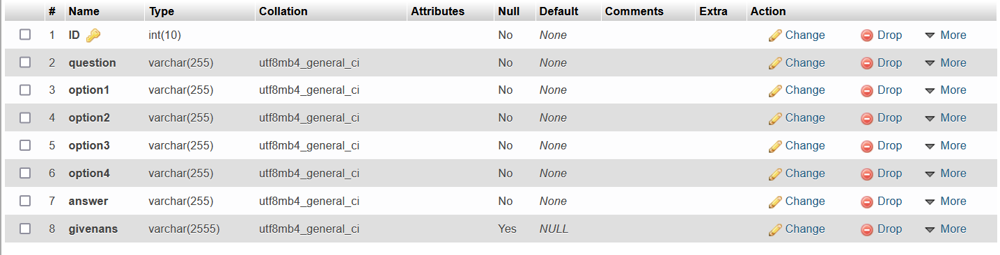 # Name Type Collation Attributes Null Default Comments Extra Action
1 ID int(10) No None Change Drop More
2 question varchar(255) utf8mb4_general_ci No None Change Drop More
3 option1 varchar(255) utf8mb4_general_ci No None Change Drop More
4 option2 varchar(255) utf8mb4_general_ci No None Change Drop More
5 option3 varchar(255) utf8mb4_general_ci No None Change Drop More
6 option4 varchar(255) utf8mb4_general_ci No None Change Drop More
7 answer varchar(255) utf8mb4_general_ci No None Change Drop More
8 givenans varchar(2555) utf8mb4_general_ci Yes NULL Change Drop More